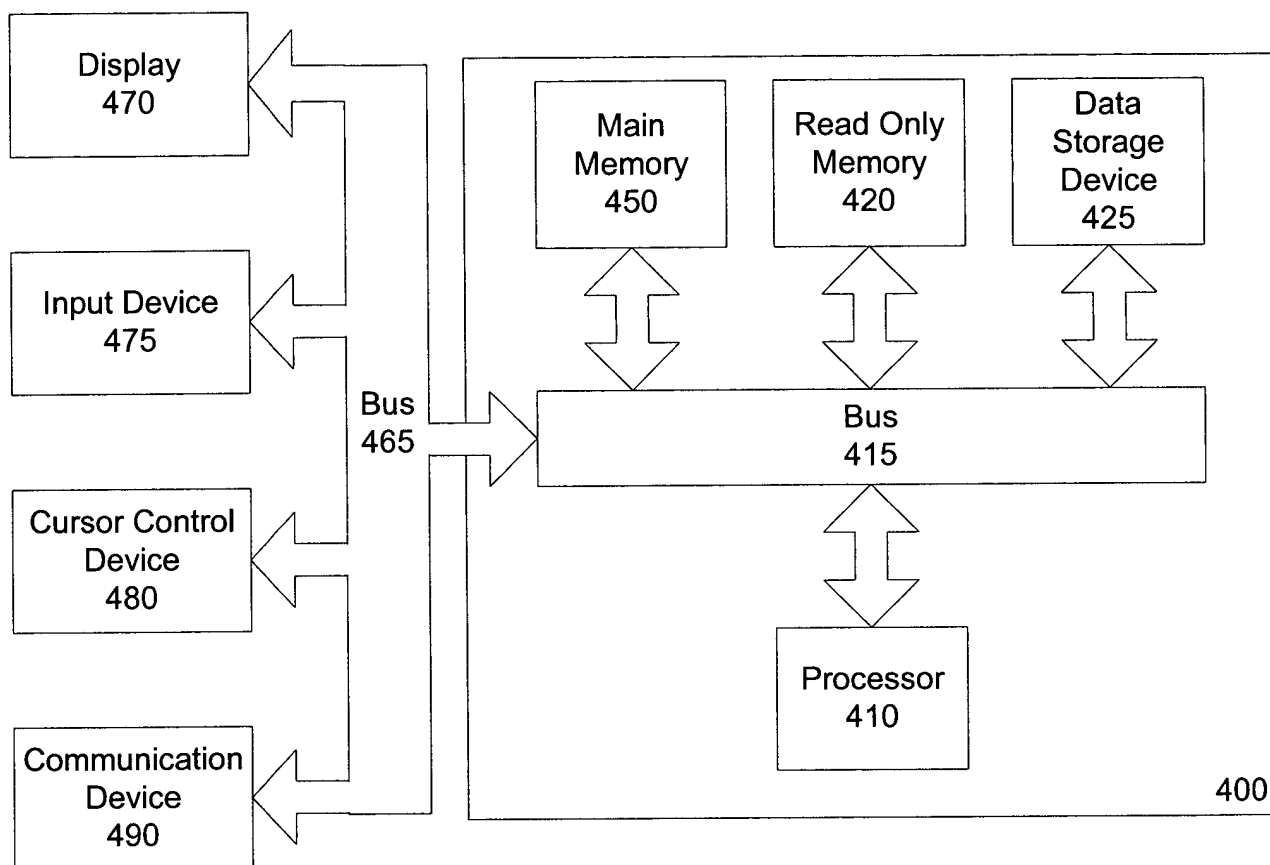 Display
470
Input Device
475
Cursor Control
Device
480
Communication
Device
490
Bus
465
Main
Memory
450
Read Only
Memory
420
Data
Storage
Device
425
Bus
415
Processor
410
400